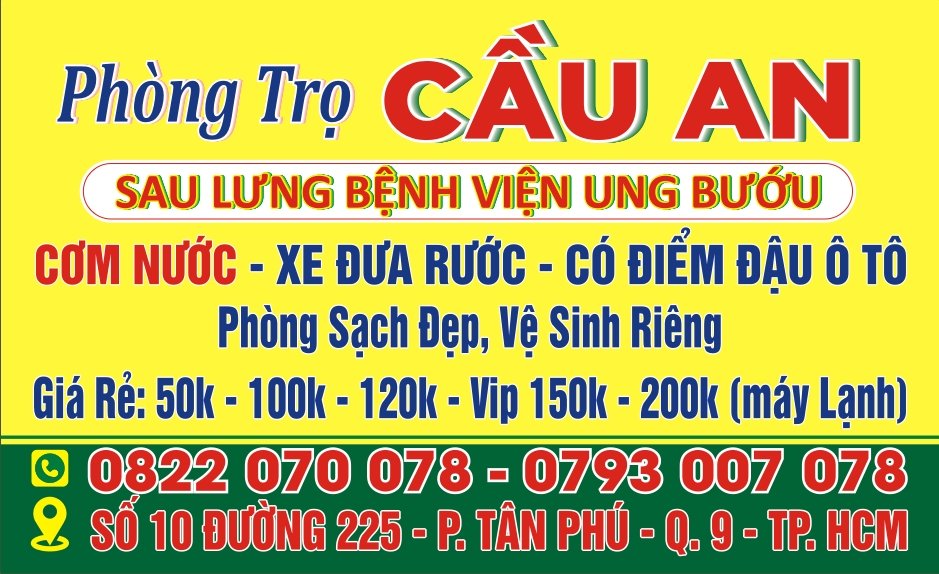 Phòng Trọ CẦU AN
SAU LƯNG BỆNH VIỆN UNG BƯỚU
CƠM NƯỚC - XE ĐƯA RƯỚC - CÓ ĐIỂM ĐẬU Ô TÔ
Phòng Sạch Đẹp, Vệ Sinh Riêng
Giá Rẻ: 50k - 100k - 120k - Vip 150k - 200k (máy Lạnh)
0822 070 078 - 0793 007 078
SỐ 10 ĐƯỜNG 225 - P. TÂN PHÚ - Q. 9 - TP. HCM